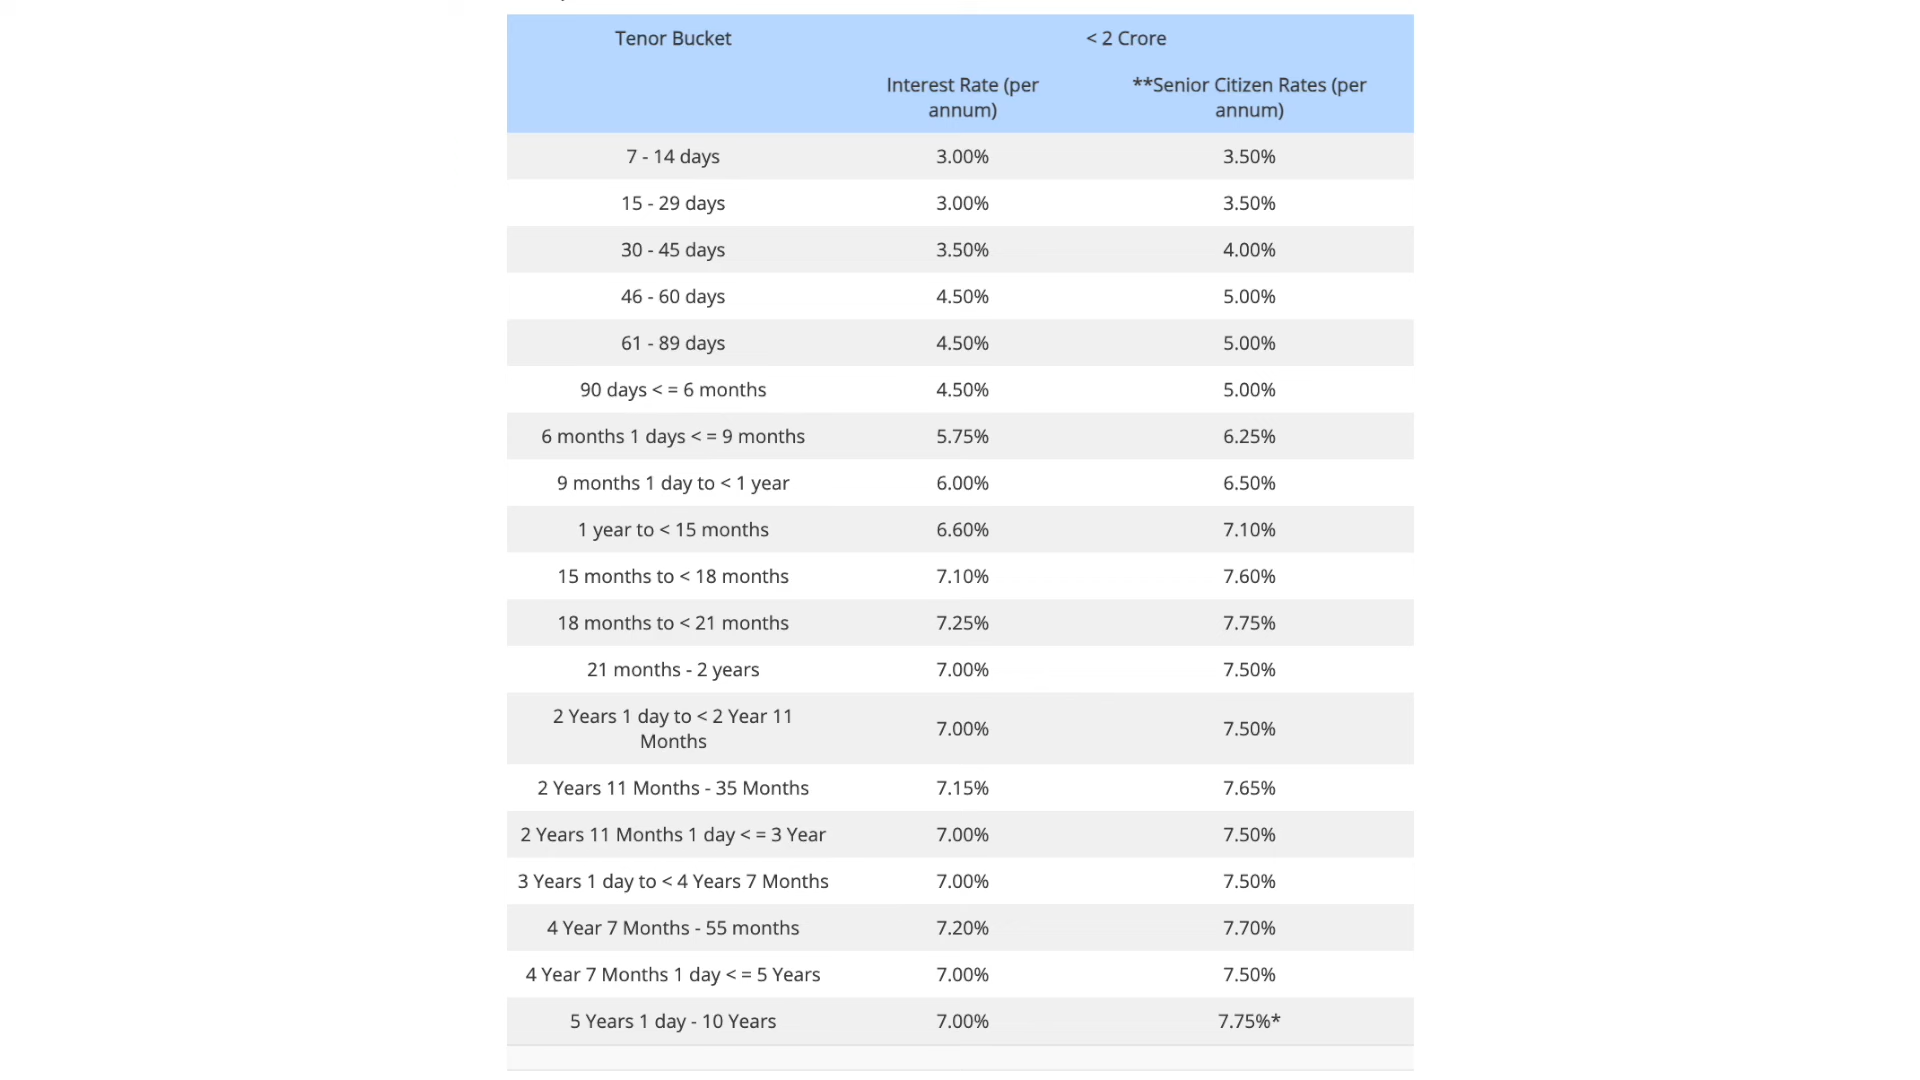 Tenor Bucket < 2 Crore
Interest Rate (per annum) **Senior Citizen Rates (per annum)
7 - 14 days 3.00% 3.50%
15 - 29 days 3.00% 3.50%
30 - 45 days 3.50% 4.00%
46 - 60 days 4.50% 5.00%
61 - 89 days 4.50% 5.00%
90 days < = 6 months 4.50% 5.00%
6 months 1 days < = 9 months 5.75% 6.25%
9 months 1 day to < 1 year 6.00% 6.50%
1 year to < 15 months 6.60% 7.10%
15 months to < 18 months 7.10% 7.60%
18 months to < 21 months 7.25% 7.75%
21 months - 2 years 7.00% 7.50%
2 Years 1 day to < 2 Year 11 Months 7.00% 7.50%
2 Years 11 Months - 35 Months 7.15% 7.65%
2 Years 11 Months 1 day < = 3 Year 7.00% 7.50%
3 Years 1 day to < 4 Years 7 Months 7.00% 7.50%
4 Year 7 Months - 55 months 7.20% 7.70%
4 Year 7 Months 1 day < = 5 Years 7.00% 7.50%
5 Years 1 day - 10 Years 7.00% 7.75%*